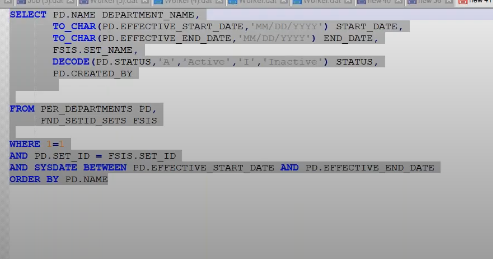 SELECT PD.NAME DEPARTMENT_NAME,
TO_CHAR(PD.EFFECTIVE_START_DATE,'MM/DD/YYYY') START_DATE,
TO_CHAR(PD.EFFECTIVE_END_DATE,'MM/DD/YYYY') END_DATE,
FSIS.SET_NAME,
DECODE(PD.STATUS,'A','Active','I','Inactive') STATUS,
PD.CREATED_BY
FROM PER_DEPARTMENTS PD,
FND_SETID_SETS FSIS
WHERE 1=1
AND PD.SET_ID = FSIS.SET_ID
AND SYSDATE BETWEEN PD.EFFECTIVE_START_DATE AND PD.EFFECTIVE_END_DATE
ORDER BY PD.NAME